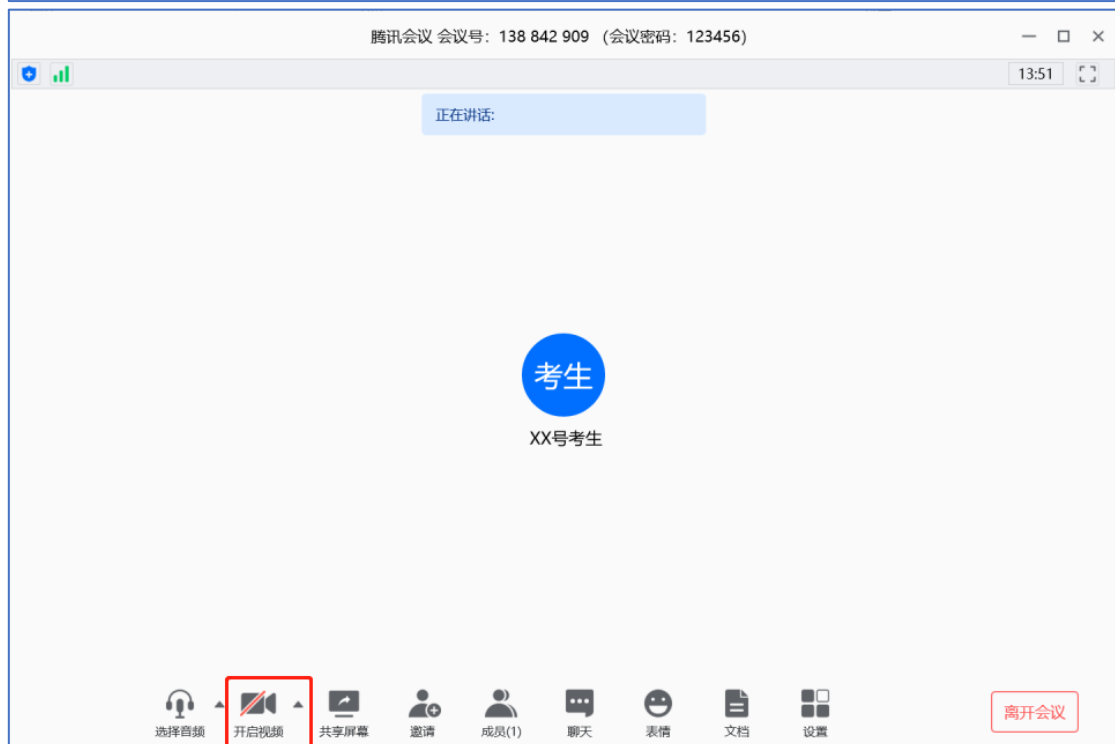 腾讯会议 会议号：138 842 909 （会议密码：123456）
13:51
正在讲话:
考生
XX号考生
选择音频 开启视频 共享屏幕 邀请 成员(1) 聊天 表情 文档 设置 离开会议